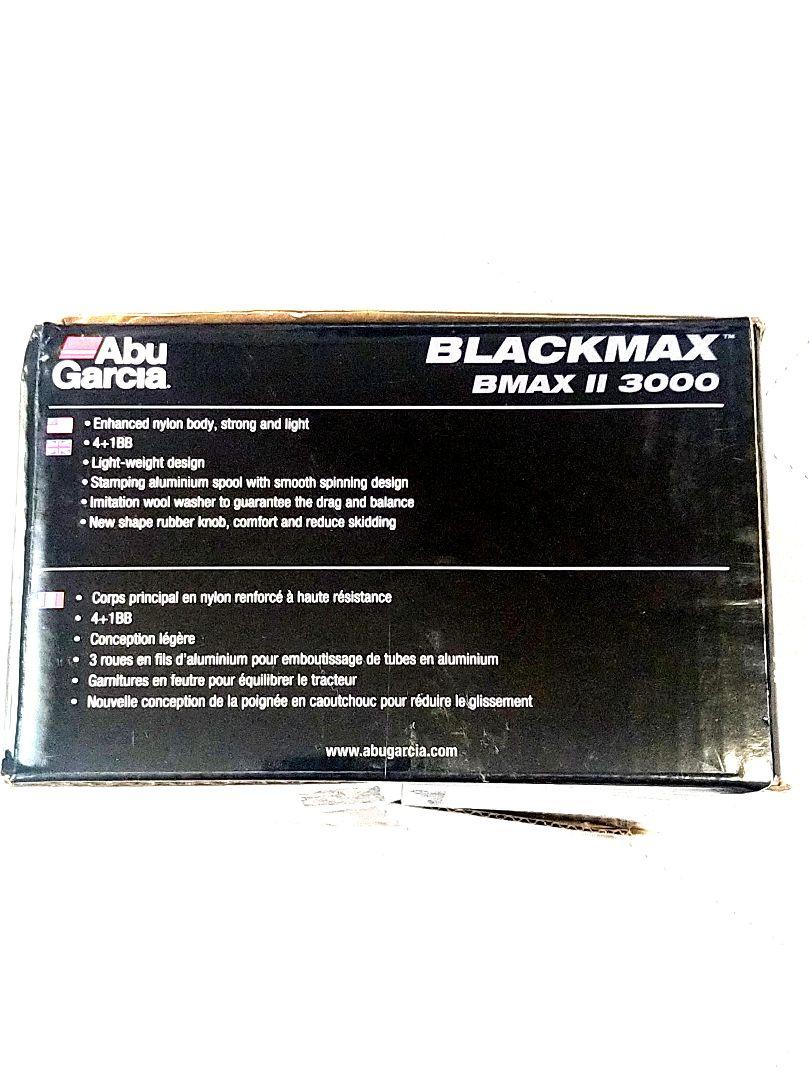 Abu
Garcia
BLACKMAX™
BMAX II 3000
• Enhanced nylon body, strong and light
• 4+1BB
• Light-weight design
• Stamping aluminium spool with smooth spinning design
• Imitation wool washer to guarantee the drag and balance
• New shape rubber knob, comfort and reduce skidding
• Corps principal en nylon renforcé à haute résistance
• 4+1BB
• Conception légère
• 3 roues en fils d'aluminium pour emboutissage de tubes en aluminium
• Garnitures en feutre pour équilibrer le tracteur
• Nouvelle conception de la poignée en caoutchouc pour réduire le glissement
www.abugarcia.com